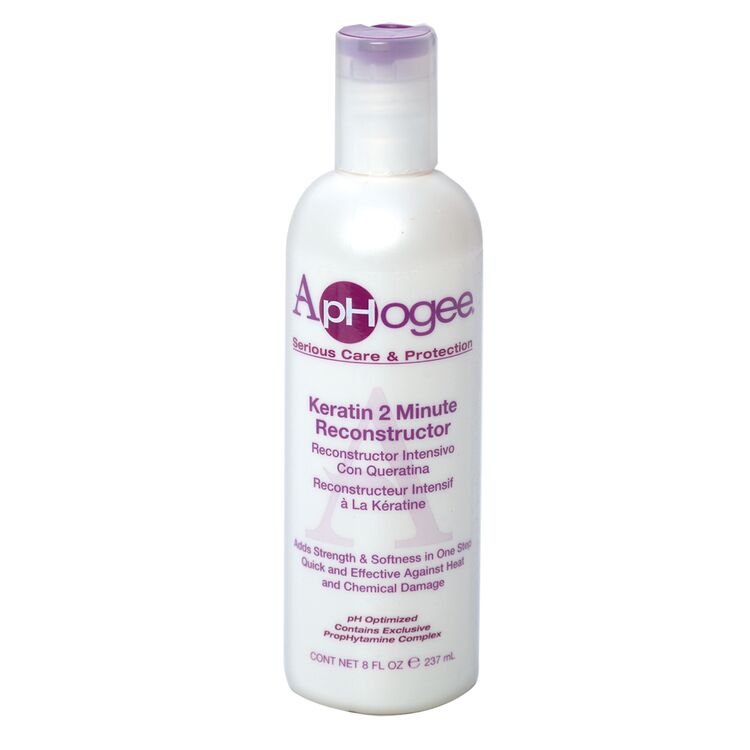 ApHogee®
Serious Care & Protection
A
Keratin 2 Minute
Reconstructor
Reconstructor Intensivo
Con Queratina
Reconstructeur Intensif
à La Kératine
Adds Strength & Softness in One Step
Quick and Effective Against Heat
and Chemical Damage
pH Optimized
Contains Exclusive
PropHytamine Complex
CONT NET 8 FL OZ ℮ 237 mL